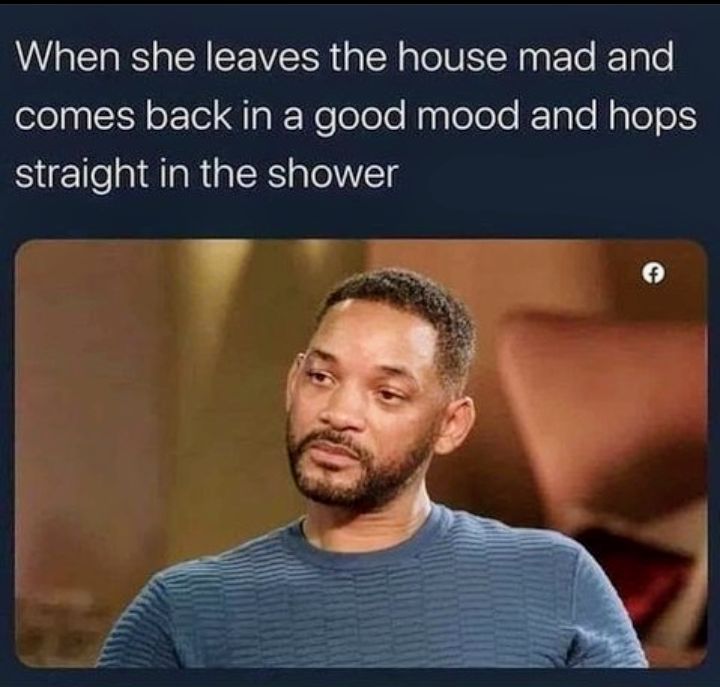 When she leaves the house mad and
comes back in a good mood and hops
straight in the shower